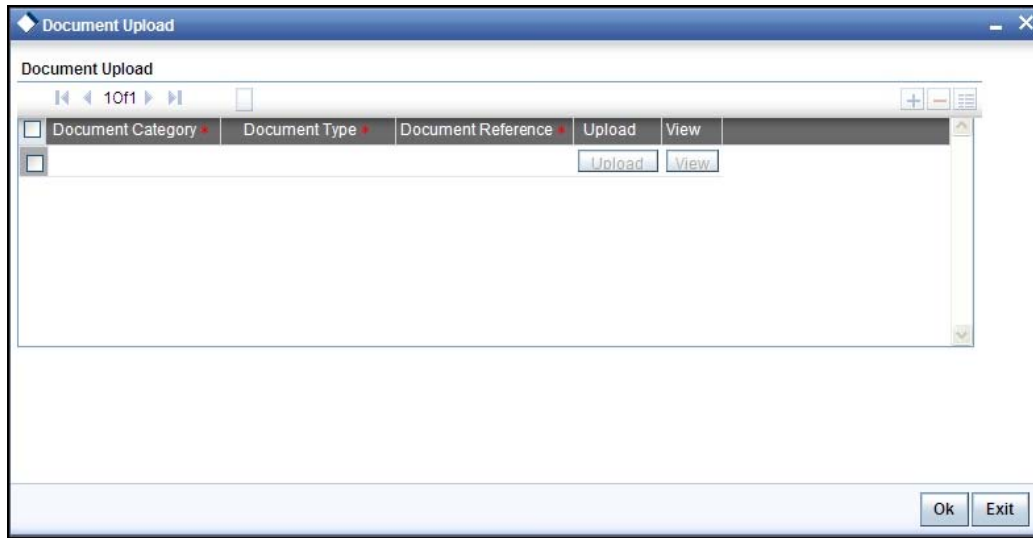 Document Upload
Document Upload
1Of1
Document Category * Document Type * Document Reference * Upload View
Upload View
Ok Exit